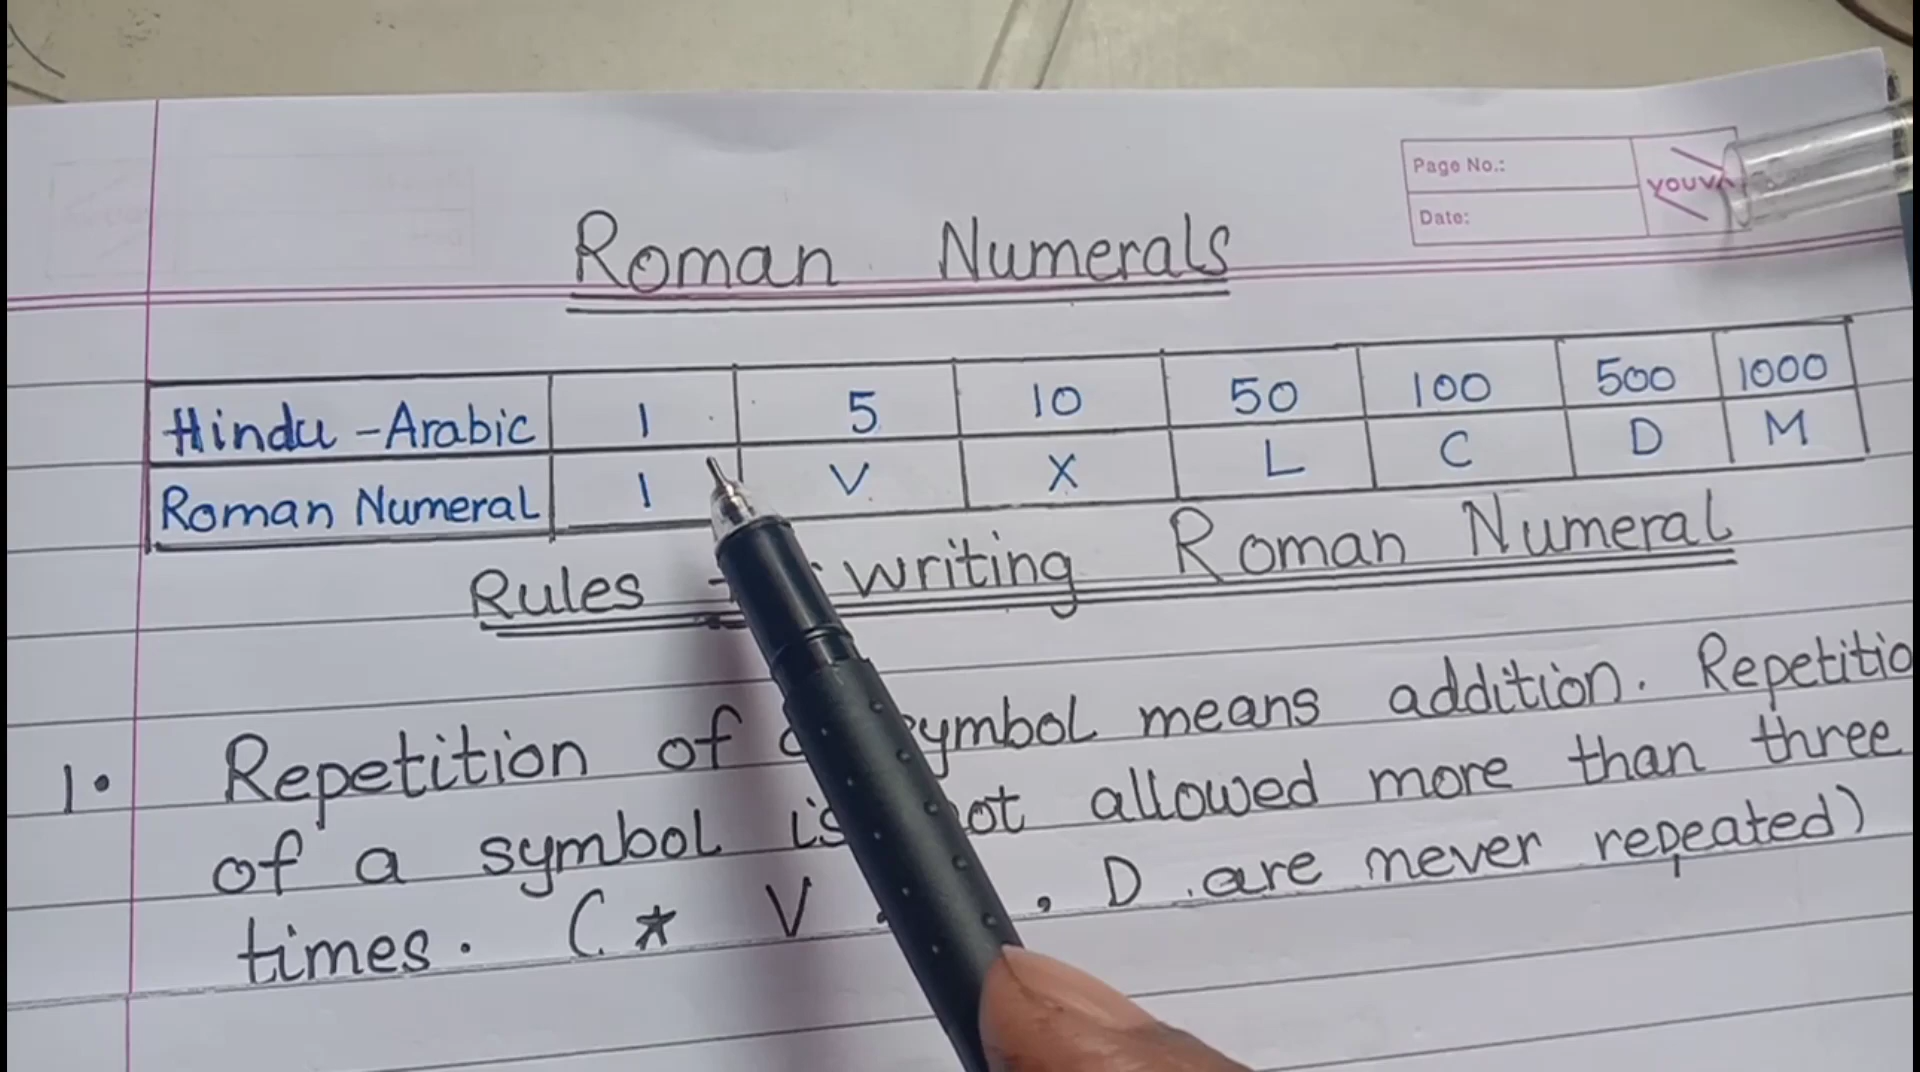 Page No.:
YOUVA
Date:
Roman Numerals
Hindu-Arabic 1 5 10 50 100 500 1000
Roman Numeral I V X L C D M
Rules writing Roman Numeral
1. Repetition of symbol means addition. Repetitio
of a symbol is not allowed more than three
times. (* V , D are never repeated)